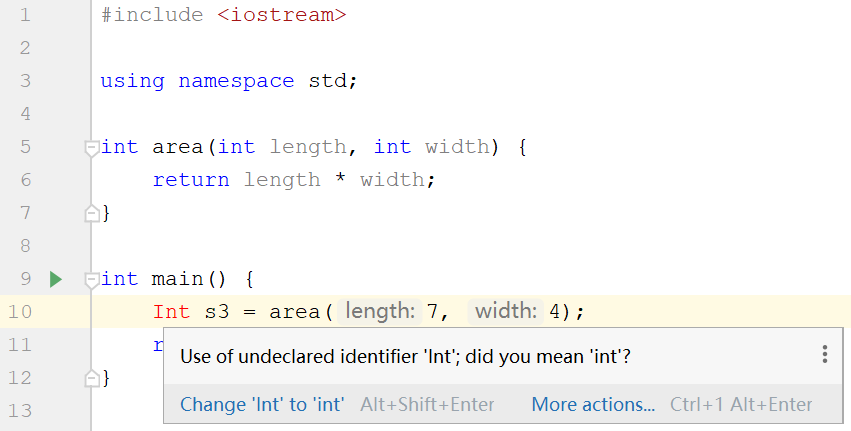 1 #include <iostream>
2
3 using namespace std;
4
5 int area(int length, int width) {
6 return length * width;
7 }
8
9 int main() {
10 Int s3 = area( length: 7, width: 4);
11 r
Use of undeclared identifier 'Int'; did you mean 'int'?
12 }
Change 'Int' to 'int' Alt+Shift+Enter More actions... Ctrl+1 Alt+Enter
13